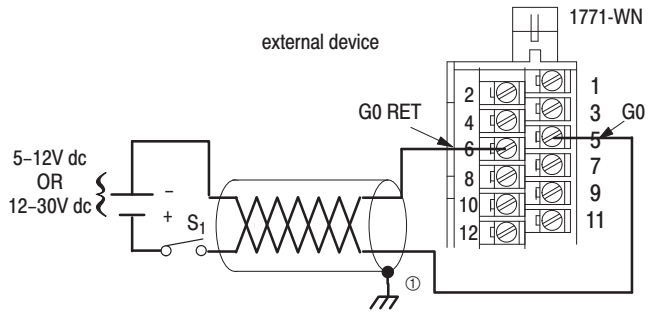 1771-WN
external device
1
2
3
G0 RET
4
G0
5
6
5–12V dc
OR
12–30V dc
7
8
–
9
+
S1
10
11
12
①